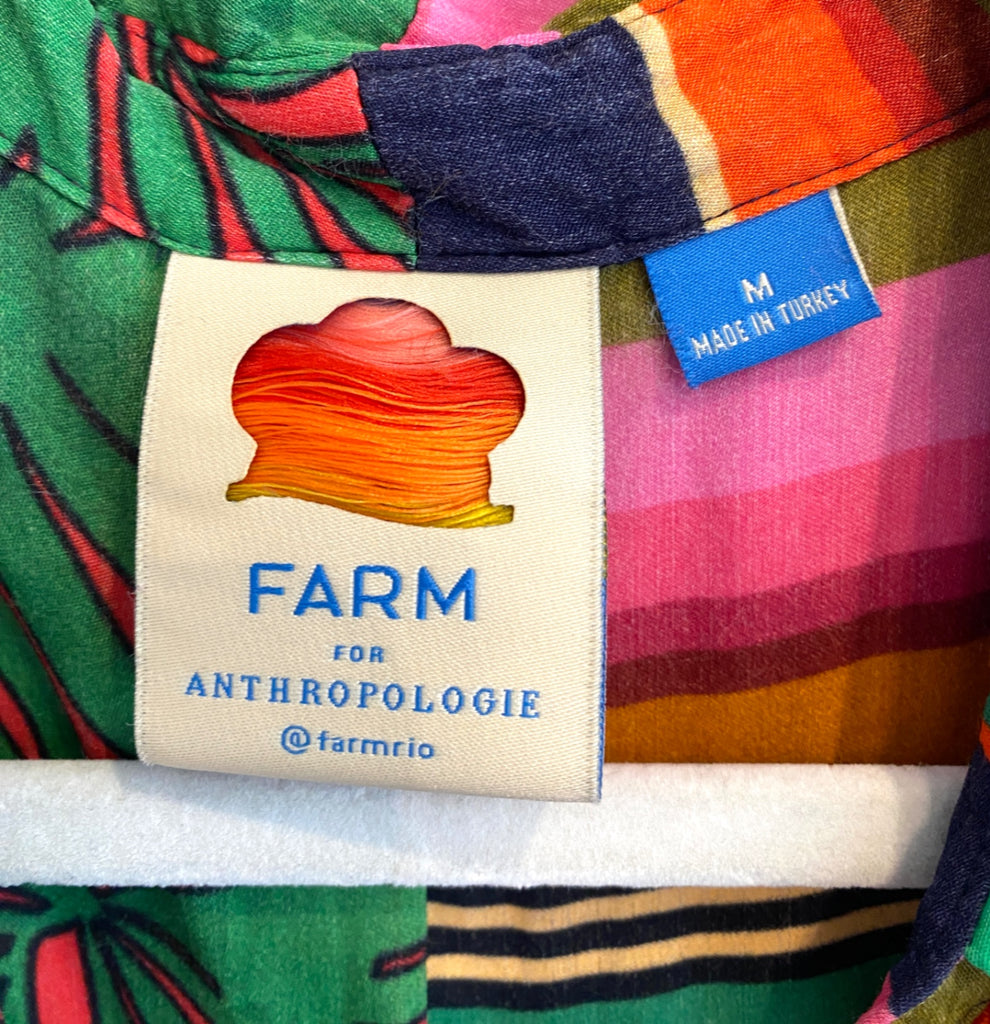 FARM
FOR
ANTHROPOLOGIE
@farmrio
M
MADE IN TURKEY